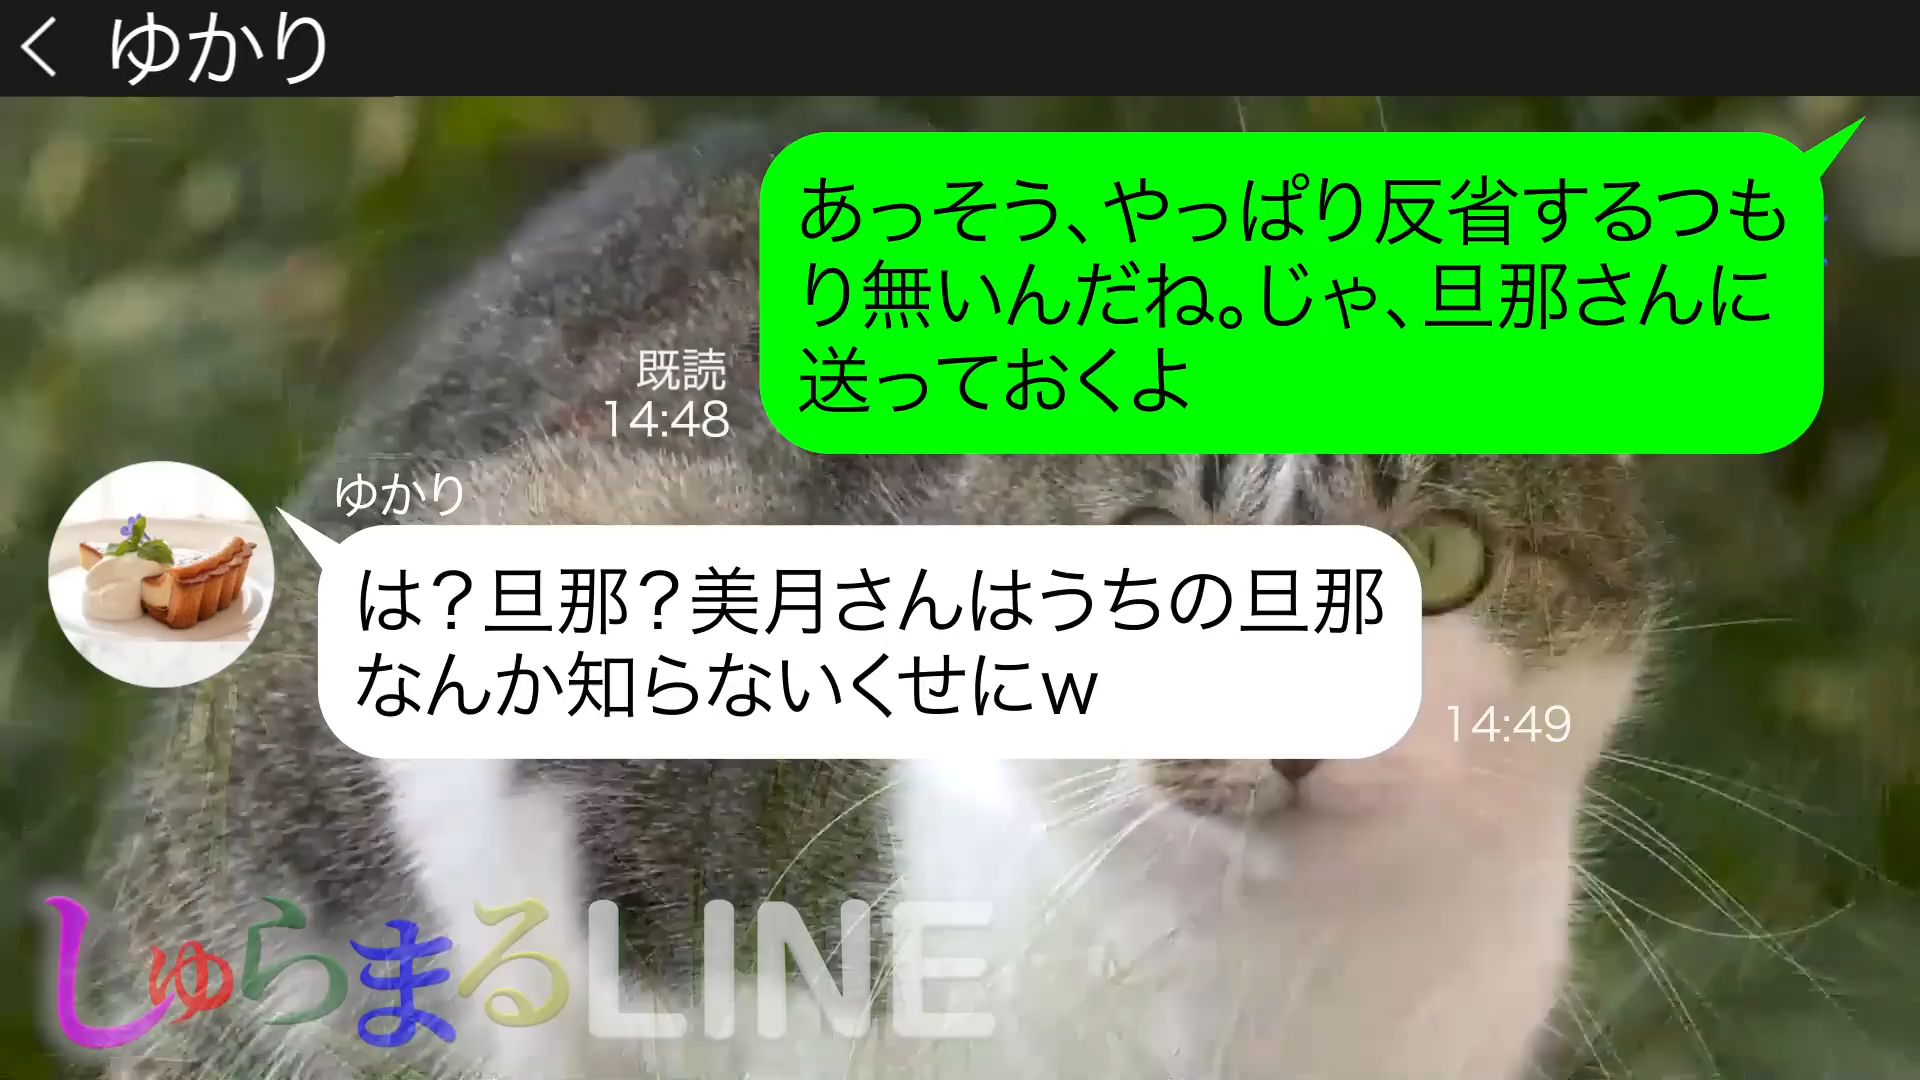 ゆかり
あっそう、やっぱり反省するつも
り無いんだね。じゃ、旦那さんに
送っておくよ
既読
14:48
ゆかり
は？旦那？美月さんはうちの旦那
なんか知らないくせにw
14:49
しゅらまるLINE